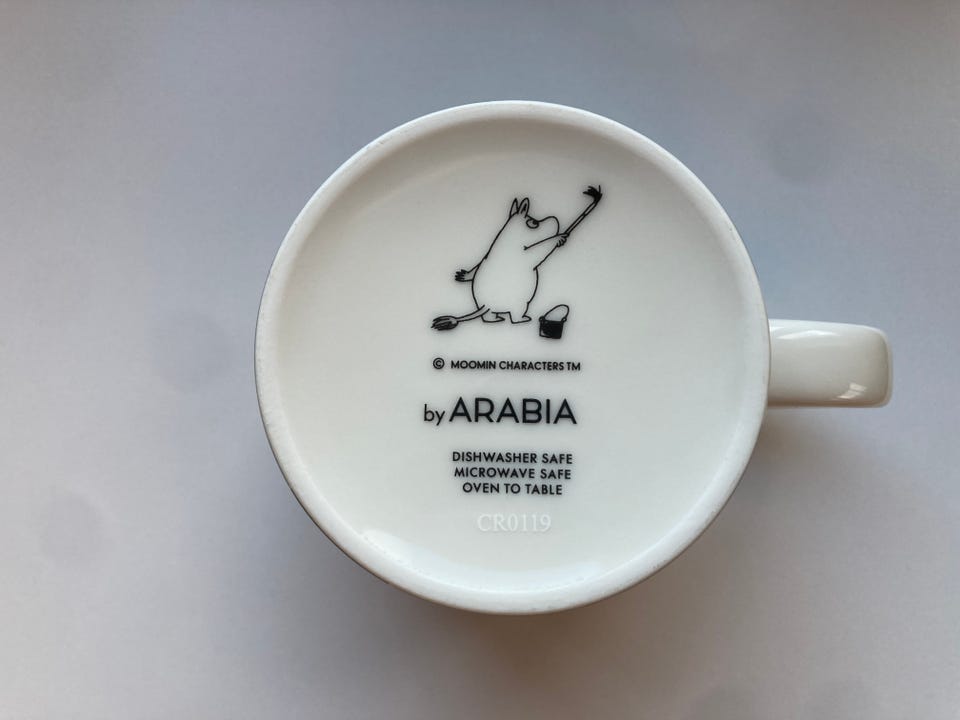 © MOOMIN CHARACTERS TM
by ARABIA
DISHWASHER SAFE
MICROWAVE SAFE
OVEN TO TABLE
CR0119